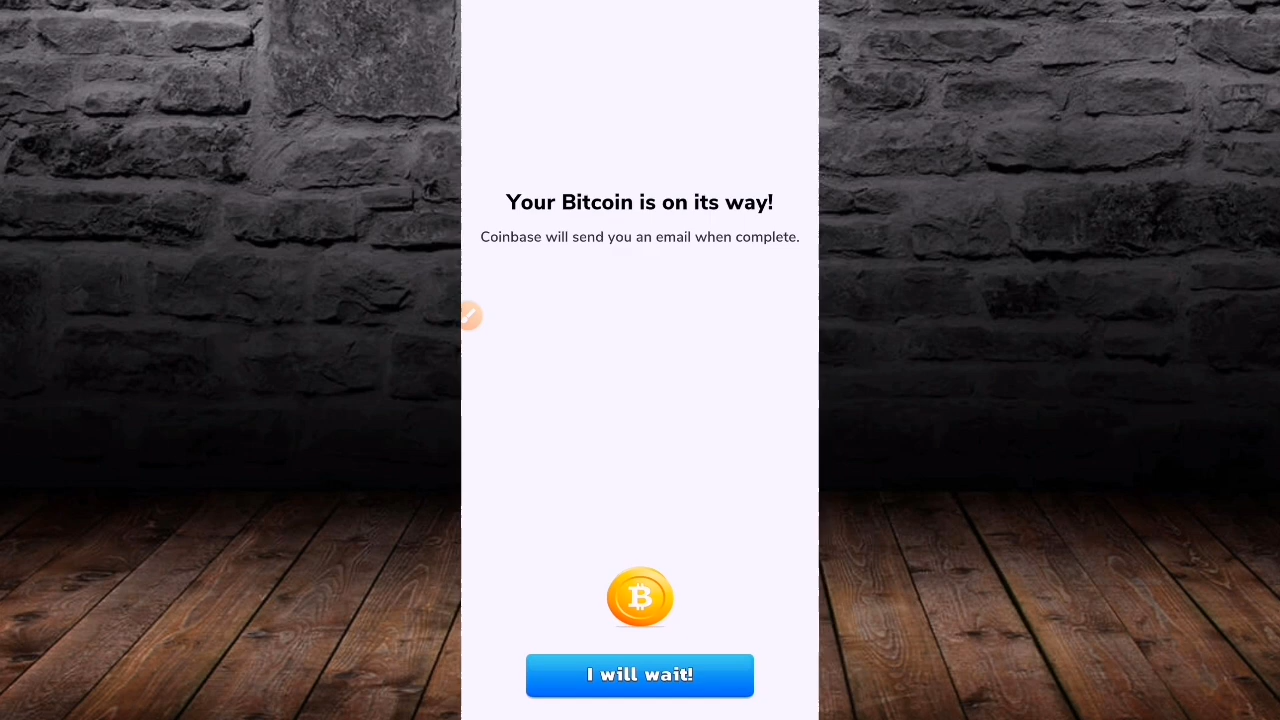 Your Bitcoin is on its way!
Coinbase will send you an email when complete.
I will wait!